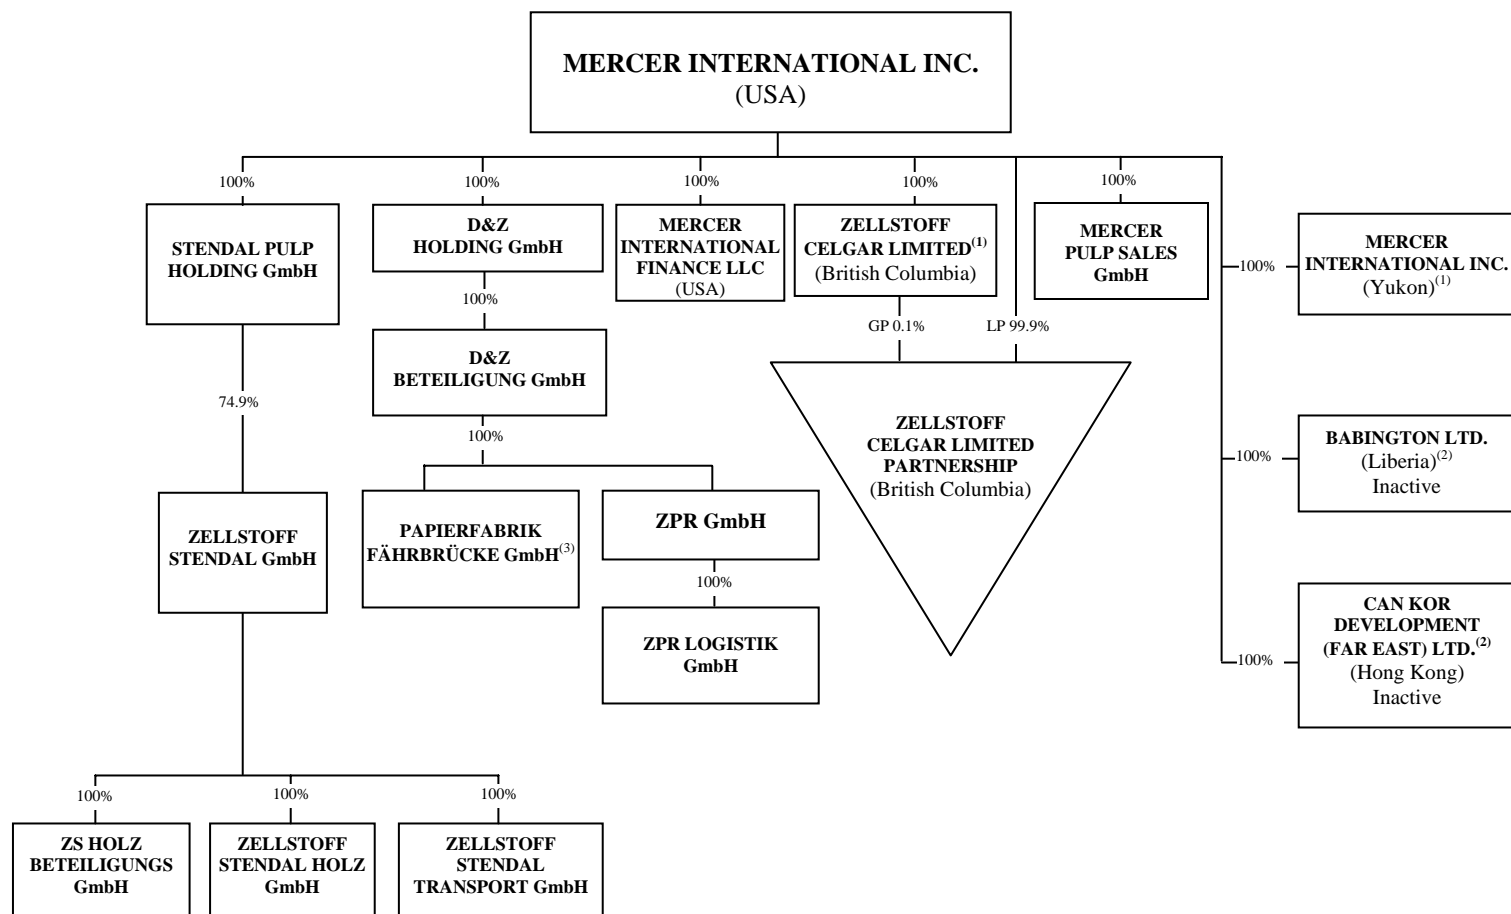 MERCER INTERNATIONAL INC.
(USA)
100%
100%
100%
100%
100%
STENDAL PULP
HOLDING GmbH
D&Z
HOLDING GmbH
MERCER
INTERNATIONAL
FINANCE LLC
(USA)
ZELLSTOFF
CELGAR LIMITED(1)
(British Columbia)
MERCER
PULP SALES
GmbH
100%
MERCER
INTERNATIONAL INC.
(Yukon)(1)
100%
GP 0.1%
LP 99.9%
D&Z
BETEILIGUNG GmbH
74.9%
100%
ZELLSTOFF
CELGAR LIMITED
PARTNERSHIP
(British Columbia)
100%
BABINGTON LTD.
(Liberia)(2)
Inactive
ZELLSTOFF
STENDAL GmbH
PAPIERFABRIK
FÄHRBRÜCKE GmbH(3)
ZPR GmbH
100%
ZPR LOGISTIK
GmbH
100%
CAN KOR
DEVELOPMENT
(FAR EAST) LTD.(2)
(Hong Kong)
Inactive
100%
100%
100%
ZS HOLZ
BETEILIGUNGS
GmbH
ZELLSTOFF
STENDAL HOLZ
GmbH
ZELLSTOFF
STENDAL
TRANSPORT GmbH